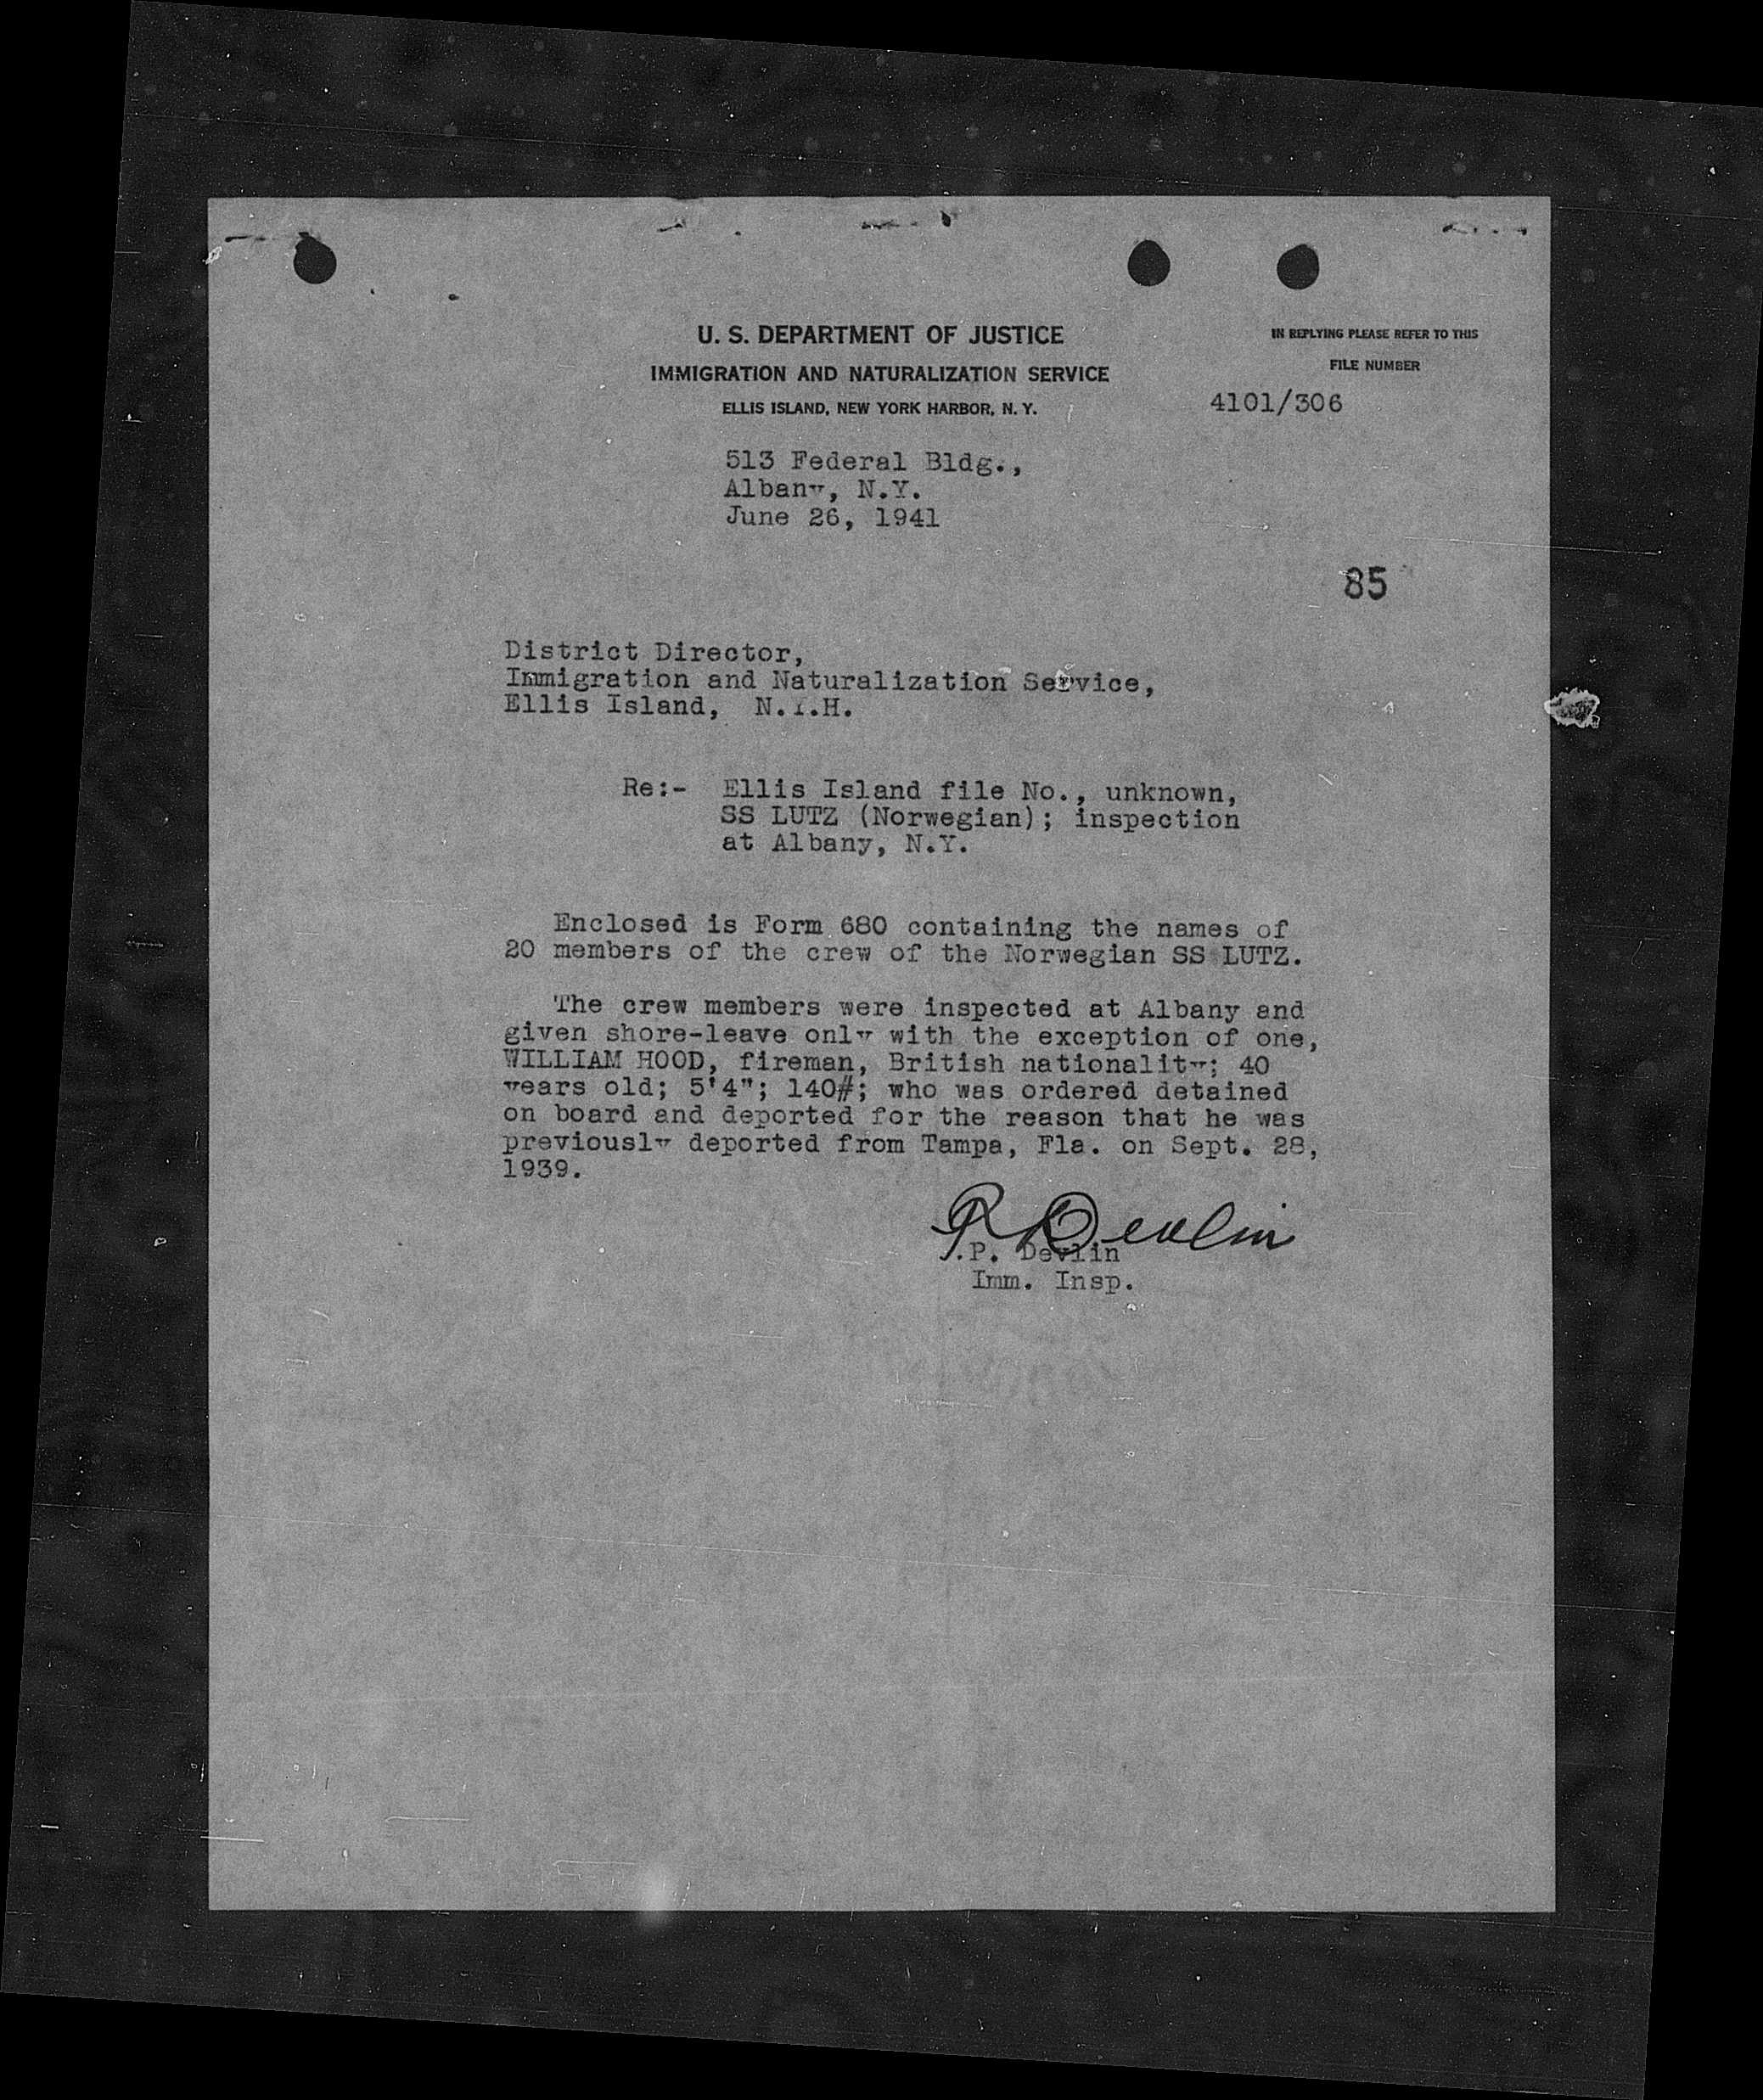 U. S. DEPARTMENT OF JUSTICE
IMMIGRATION AND NATURALIZATION SERVICE
ELLIS ISLAND, NEW YORK HARBOR, N. Y.
IN REPLYING PLEASE REFER TO THIS
FILE NUMBER
4101/306
513 Federal Bldg.,
Albany, N.Y.
June 26, 1941
85
District Director,
Immigration and Naturalization Service,
Ellis Island, N.Y.H.
Re:- Ellis Island file No., unknown,
SS LUTZ (Norwegian); inspection
at Albany, N.Y.
Enclosed is Form 680 containing the names of
20 members of the crew of the Norwegian SS LUTZ.
The crew members were inspected at Albany and
given shore-leave only with the exception of one,
WILLIAM HOOD, fireman, British nationality; 40
years old; 5'4"; 140#; who was ordered detained
on board and deported for the reason that he was
previously deported from Tampa, Fla. on Sept. 28,
1939.
Devlin
P. Devlin
Imm. Insp.